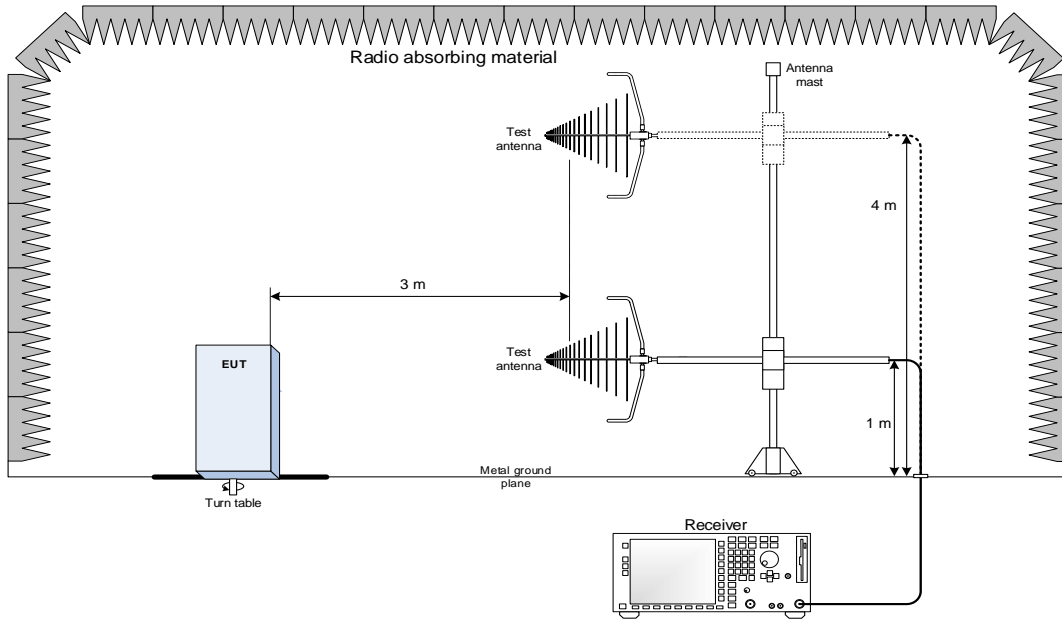 Radio absorbing material
Antenna
mast
Test
antenna
4 m
3 m
EUT
Test
antenna
1 m
Metal ground
plane
Turn table
Receiver